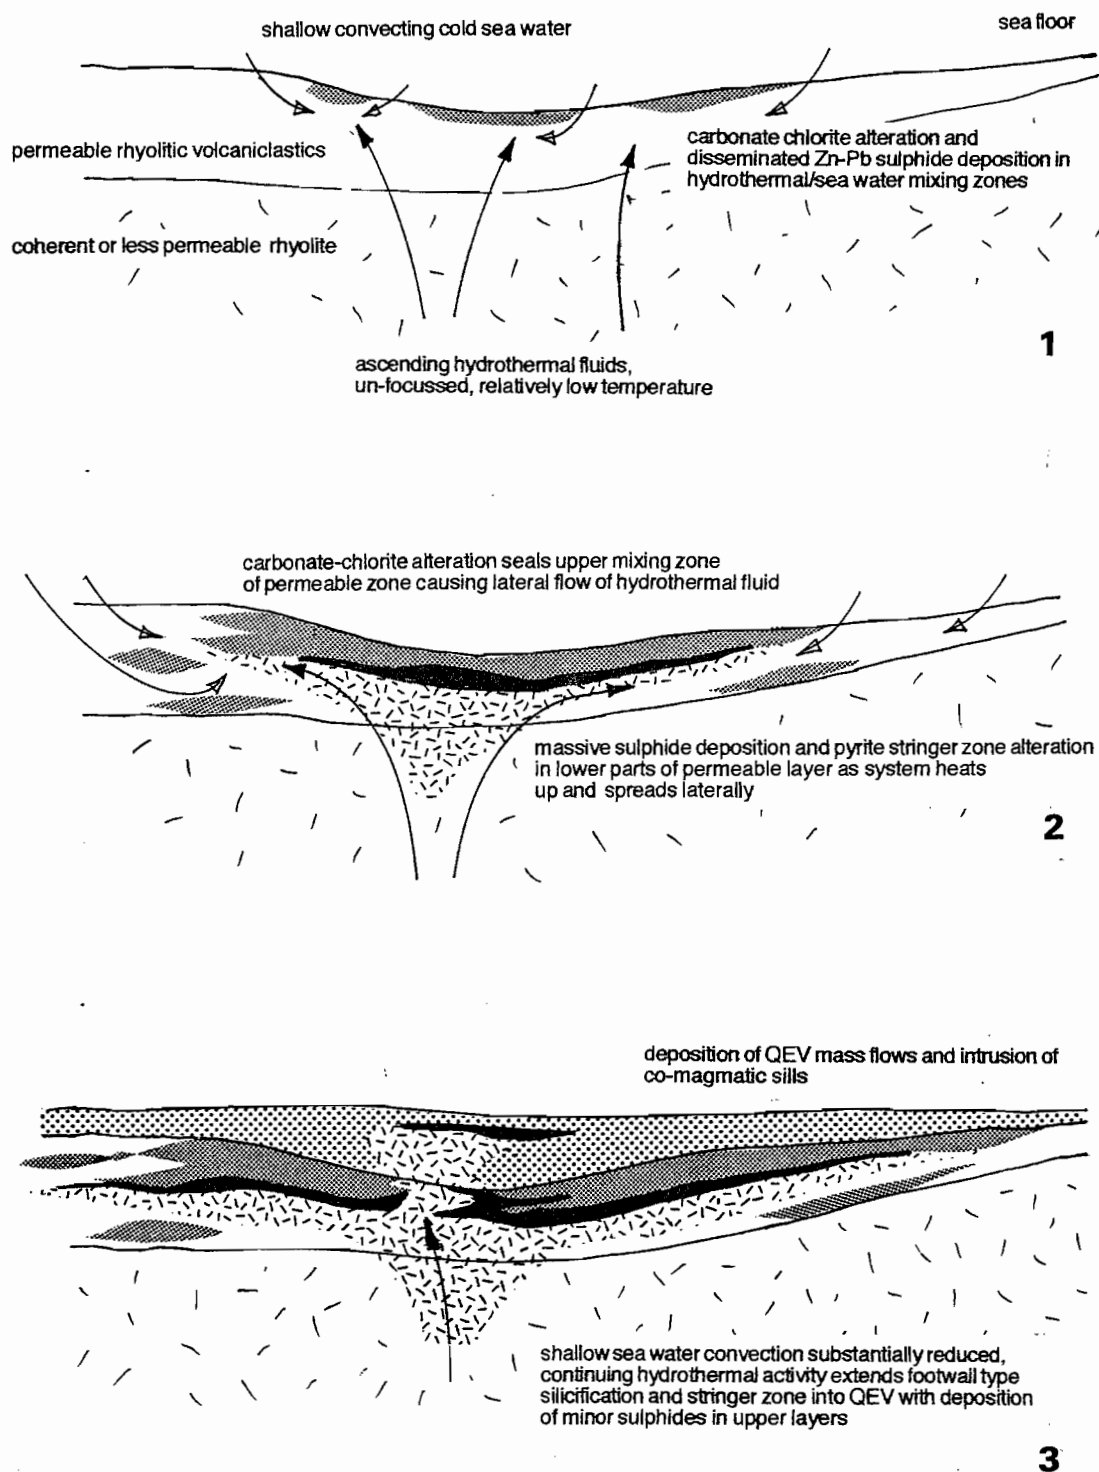 shallow convecting cold sea water
sea floor
permeable rhyolitic volcaniclastics
carbonate chlorite alteration and
disseminated Zn-Pb sulphide deposition in
hydrothermal/sea water mixing zones
coherent or less permeable rhyolite
1
ascending hydrothermal fluids,
un-focussed, relatively low temperature
carbonate-chlorite alteration seals upper mixing zone
of permeable zone causing lateral flow of hydrothermal fluid
massive sulphide deposition and pyrite stringer zone alteration
in lower parts of permeable layer as system heats
up and spreads laterally
2
deposition of QEV mass flows and intrusion of
co-magmatic sills
shallow sea water convection substantially reduced,
continuing hydrothermal activity extends footwall type
silicification and stringer zone into QEV with deposition
of minor sulphides in upper layers
3